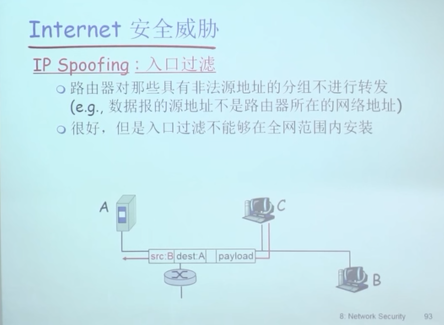 Internet 安全威胁
IP Spoofing : 入口过滤
路由器对那些具有非法源地址的分组不进行转发
(e.g., 数据报的源地址不是路由器所在的网络地址)
很好，但是入口过滤不能够在全网范围内安装
A
C
src:B dest:A payload
B
8: Network Security 93